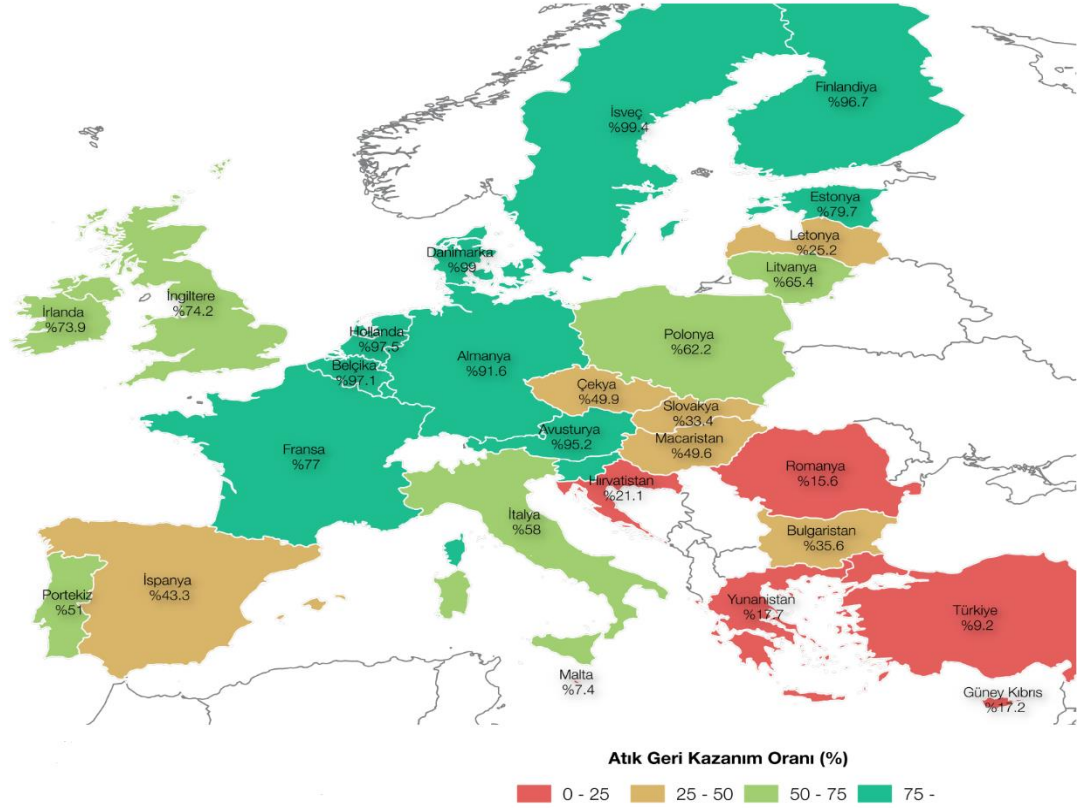 Finlandiya
%96.7
İsveç
%99.4
Estonya
%79.7
Letonya
%25.2
Danimarka
%99
Litvanya
%65.4
İngiltere
%74.2
İrlanda
%73.9
Hollanda
%97.5
Polonya
%62.2
Almanya
%91.6
Belçika
%97.1
Çekya
%49.9
Slovakya
%33.4
Avusturya
%95.2
Macaristan
%49.6
Fransa
%77
Romanya
%15.6
Hırvatistan
%21.1
İtalya
%58
Bulgaristan
%35.6
İspanya
%43.3
Portekiz
%51
Yunanistan
%17.7
Türkiye
%9.2
Malta
%7.4
Güney Kıbrıs
%17.2
Atık Geri Kazanım Oranı (%)
0 - 25 25 - 50 50 - 75 75 -